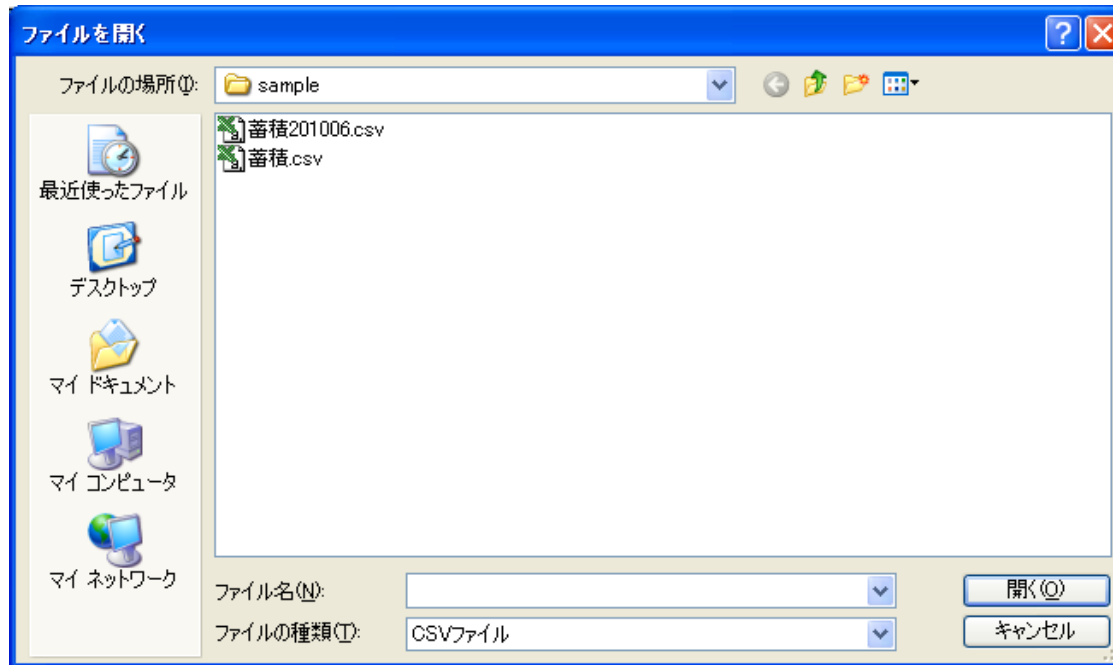 ファイルを開く
ファイルの場所(I): sample
蓄積201006.csv
蓄積.csv
最近使ったファイル
デスクトップ
マイ ドキュメント
マイ コンピュータ
マイ ネットワーク
ファイル名(N): 開く(O)
ファイルの種類(T): CSVファイル キャンセル